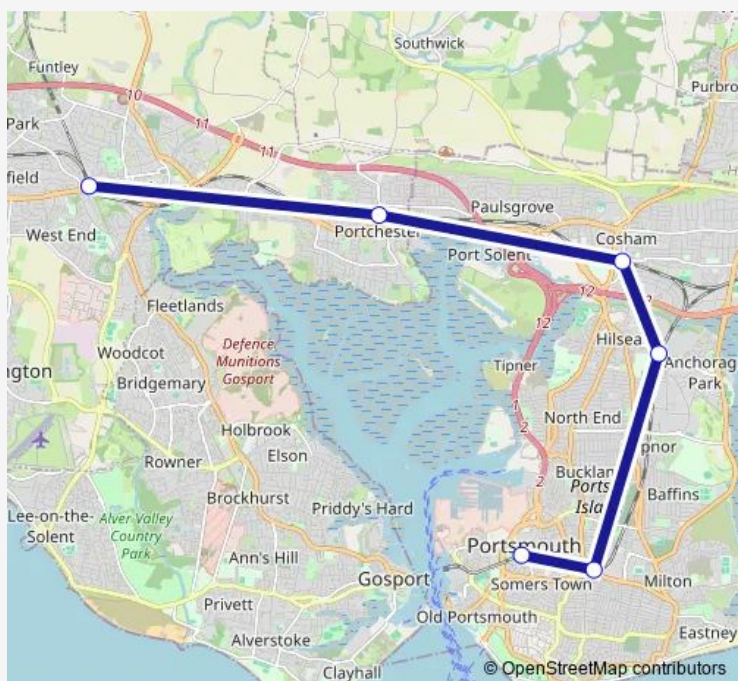 Southwick
Funtley
10
Purbro
Park
11
11
field
Paulsgrove
West End
Portchester
Cosham
Port Solent
12
2
Fleetlands
12
Defence
Munitions
Gosport
Hilsea
Woodcot
Tipner
Anchorag
Park
ngton
Bridgemary
1
2
North End
Holbrook
Elson
pnor
Rowner
2
Bucklan
Ports
Isla
Baffins
Brockhurst
Priddy's Hard
Lee-on-the-
Solent
Alver Valley
Country
Park
Ann's Hill
Portsmouth
Gosport
Somers Town
Milton
Privett
Old Portsmouth
Alverstoke
Eastney
Clayhall
© OpenStreetMap contributors